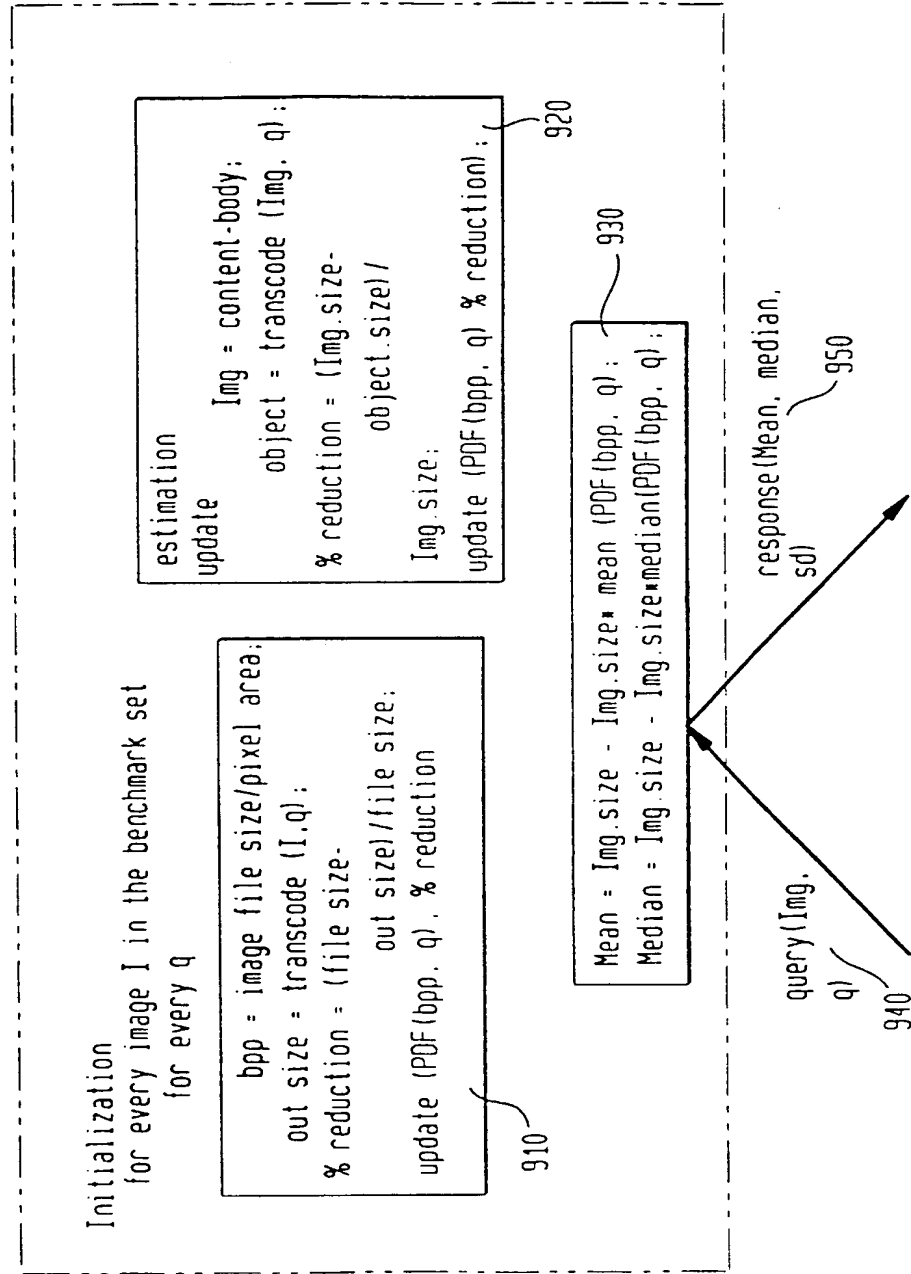 Initialization
for every image I in the benchmark set
for every q
bpp = image file size/pixel area;
out size = transcode (I,q);
% reduction = (file size-
out size)/file size;
update (PDF(bpp, q), % reduction
910
estimation
update
Img = content-body;
object = transcode (Img, q);
% reduction = (Img.size-
object.size)/
Img.size;
update (PDF(bpp, q) % reduction);
920
Mean = Img.size - Img.size* mean (PDF(bpp, q);
Median = Img.size - Img.size*median(PDF(bpp, q);
930
query(Img,
q)
940
response(Mean, median,
sd)
950